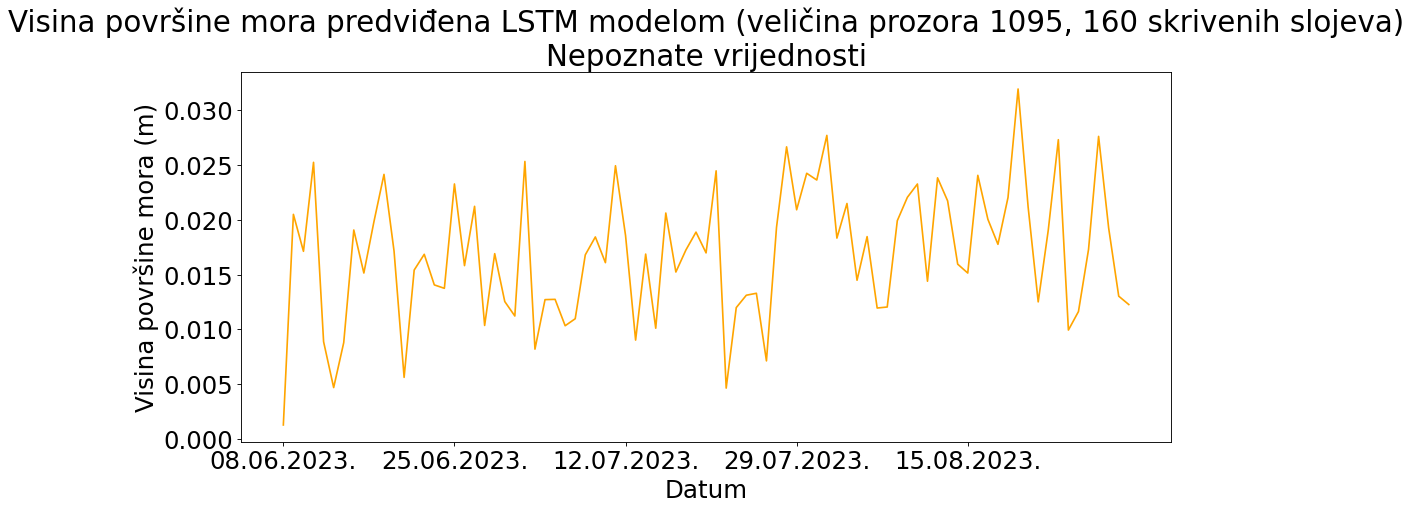 Visina površine mora predviđena LSTM modelom (veličina prozora 1095, 160 skrivenih slojeva)
Nepoznate vrijednosti
Visina površine mora (m)
0.030
0.025
0.020
0.015
0.010
0.005
0.000
08.06.2023. 25.06.2023. 12.07.2023. 29.07.2023. 15.08.2023.
Datum